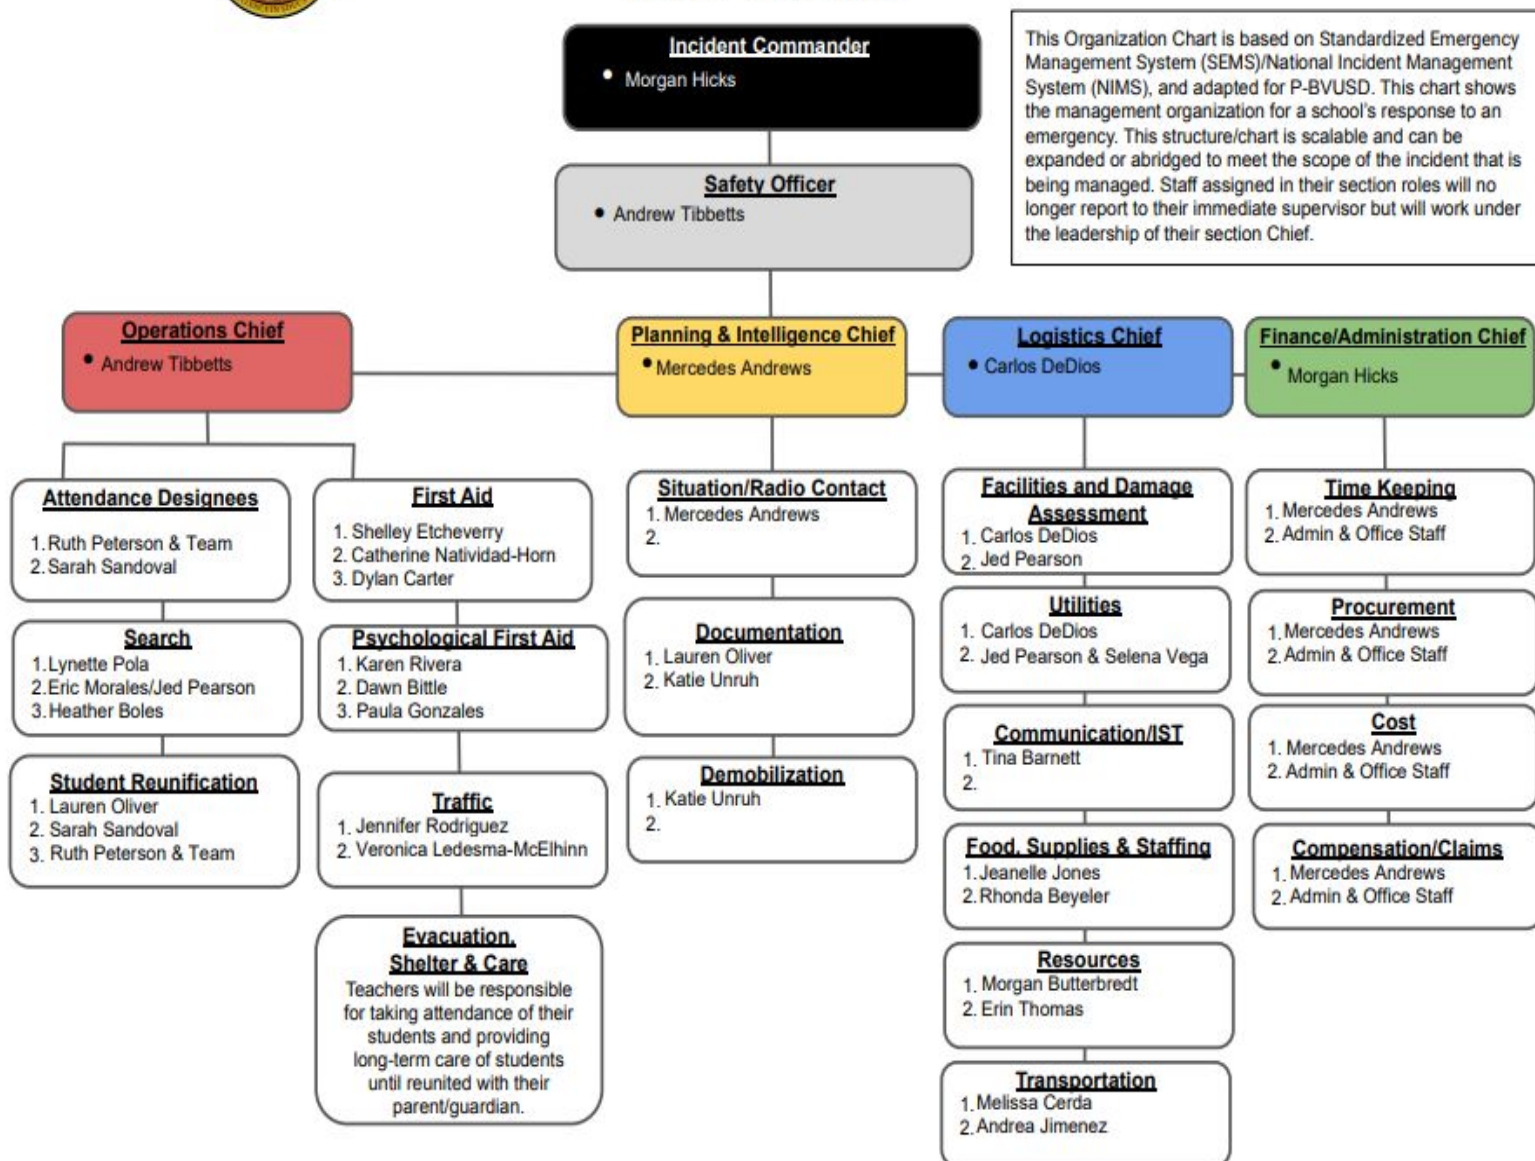 Incident Commander
• Morgan Hicks
This Organization Chart is based on Standardized Emergency
Management System (SEMS)/National Incident Management
System (NIMS), and adapted for P-BVUSD. This chart shows
the management organization for a school's response to an
emergency. This structure/chart is scalable and can be
expanded or abridged to meet the scope of the incident that is
being managed. Staff assigned in their section roles will no
longer report to their immediate supervisor but will work under
the leadership of their section Chief.
Safety Officer
• Andrew Tibbetts
Operations Chief
• Andrew Tibbetts
Planning & Intelligence Chief
• Mercedes Andrews
Logistics Chief
• Carlos DeDios
Finance/Administration Chief
• Morgan Hicks
Attendance Designees
1. Ruth Peterson & Team
2. Sarah Sandoval
Search
1. Lynette Pola
2. Eric Morales/Jed Pearson
3. Heather Boles
Student Reunification
1. Lauren Oliver
2. Sarah Sandoval
3. Ruth Peterson & Team
First Aid
1. Shelley Etcheverry
2. Catherine Natividad-Horn
3. Dylan Carter
Psychological First Aid
1. Karen Rivera
2. Dawn Bittle
3. Paula Gonzales
Traffic
1. Jennifer Rodriguez
2. Veronica Ledesma-McElhinn
Evacuation,
Shelter & Care
Teachers will be responsible
for taking attendance of their
students and providing
long-term care of students
until reunited with their
parent/guardian.
Situation/Radio Contact
1. Mercedes Andrews
2.
Documentation
1. Lauren Oliver
2. Katie Unruh
Demobilization
1. Katie Unruh
2.
Facilities and Damage
Assessment
1. Carlos DeDios
2. Jed Pearson
Utilities
1. Carlos DeDios
2. Jed Pearson & Selena Vega
Communication/IST
1. Tina Barnett
2.
Food, Supplies & Staffing
1. Jeanelle Jones
2. Rhonda Beyeler
Resources
1. Morgan Butterbredt
2. Erin Thomas
Transportation
1. Melissa Cerda
2. Andrea Jimenez
Time Keeping
1. Mercedes Andrews
2. Admin & Office Staff
Procurement
1. Mercedes Andrews
2. Admin & Office Staff
Cost
1. Mercedes Andrews
2. Admin & Office Staff
Compensation/Claims
1. Mercedes Andrews
2. Admin & Office Staff